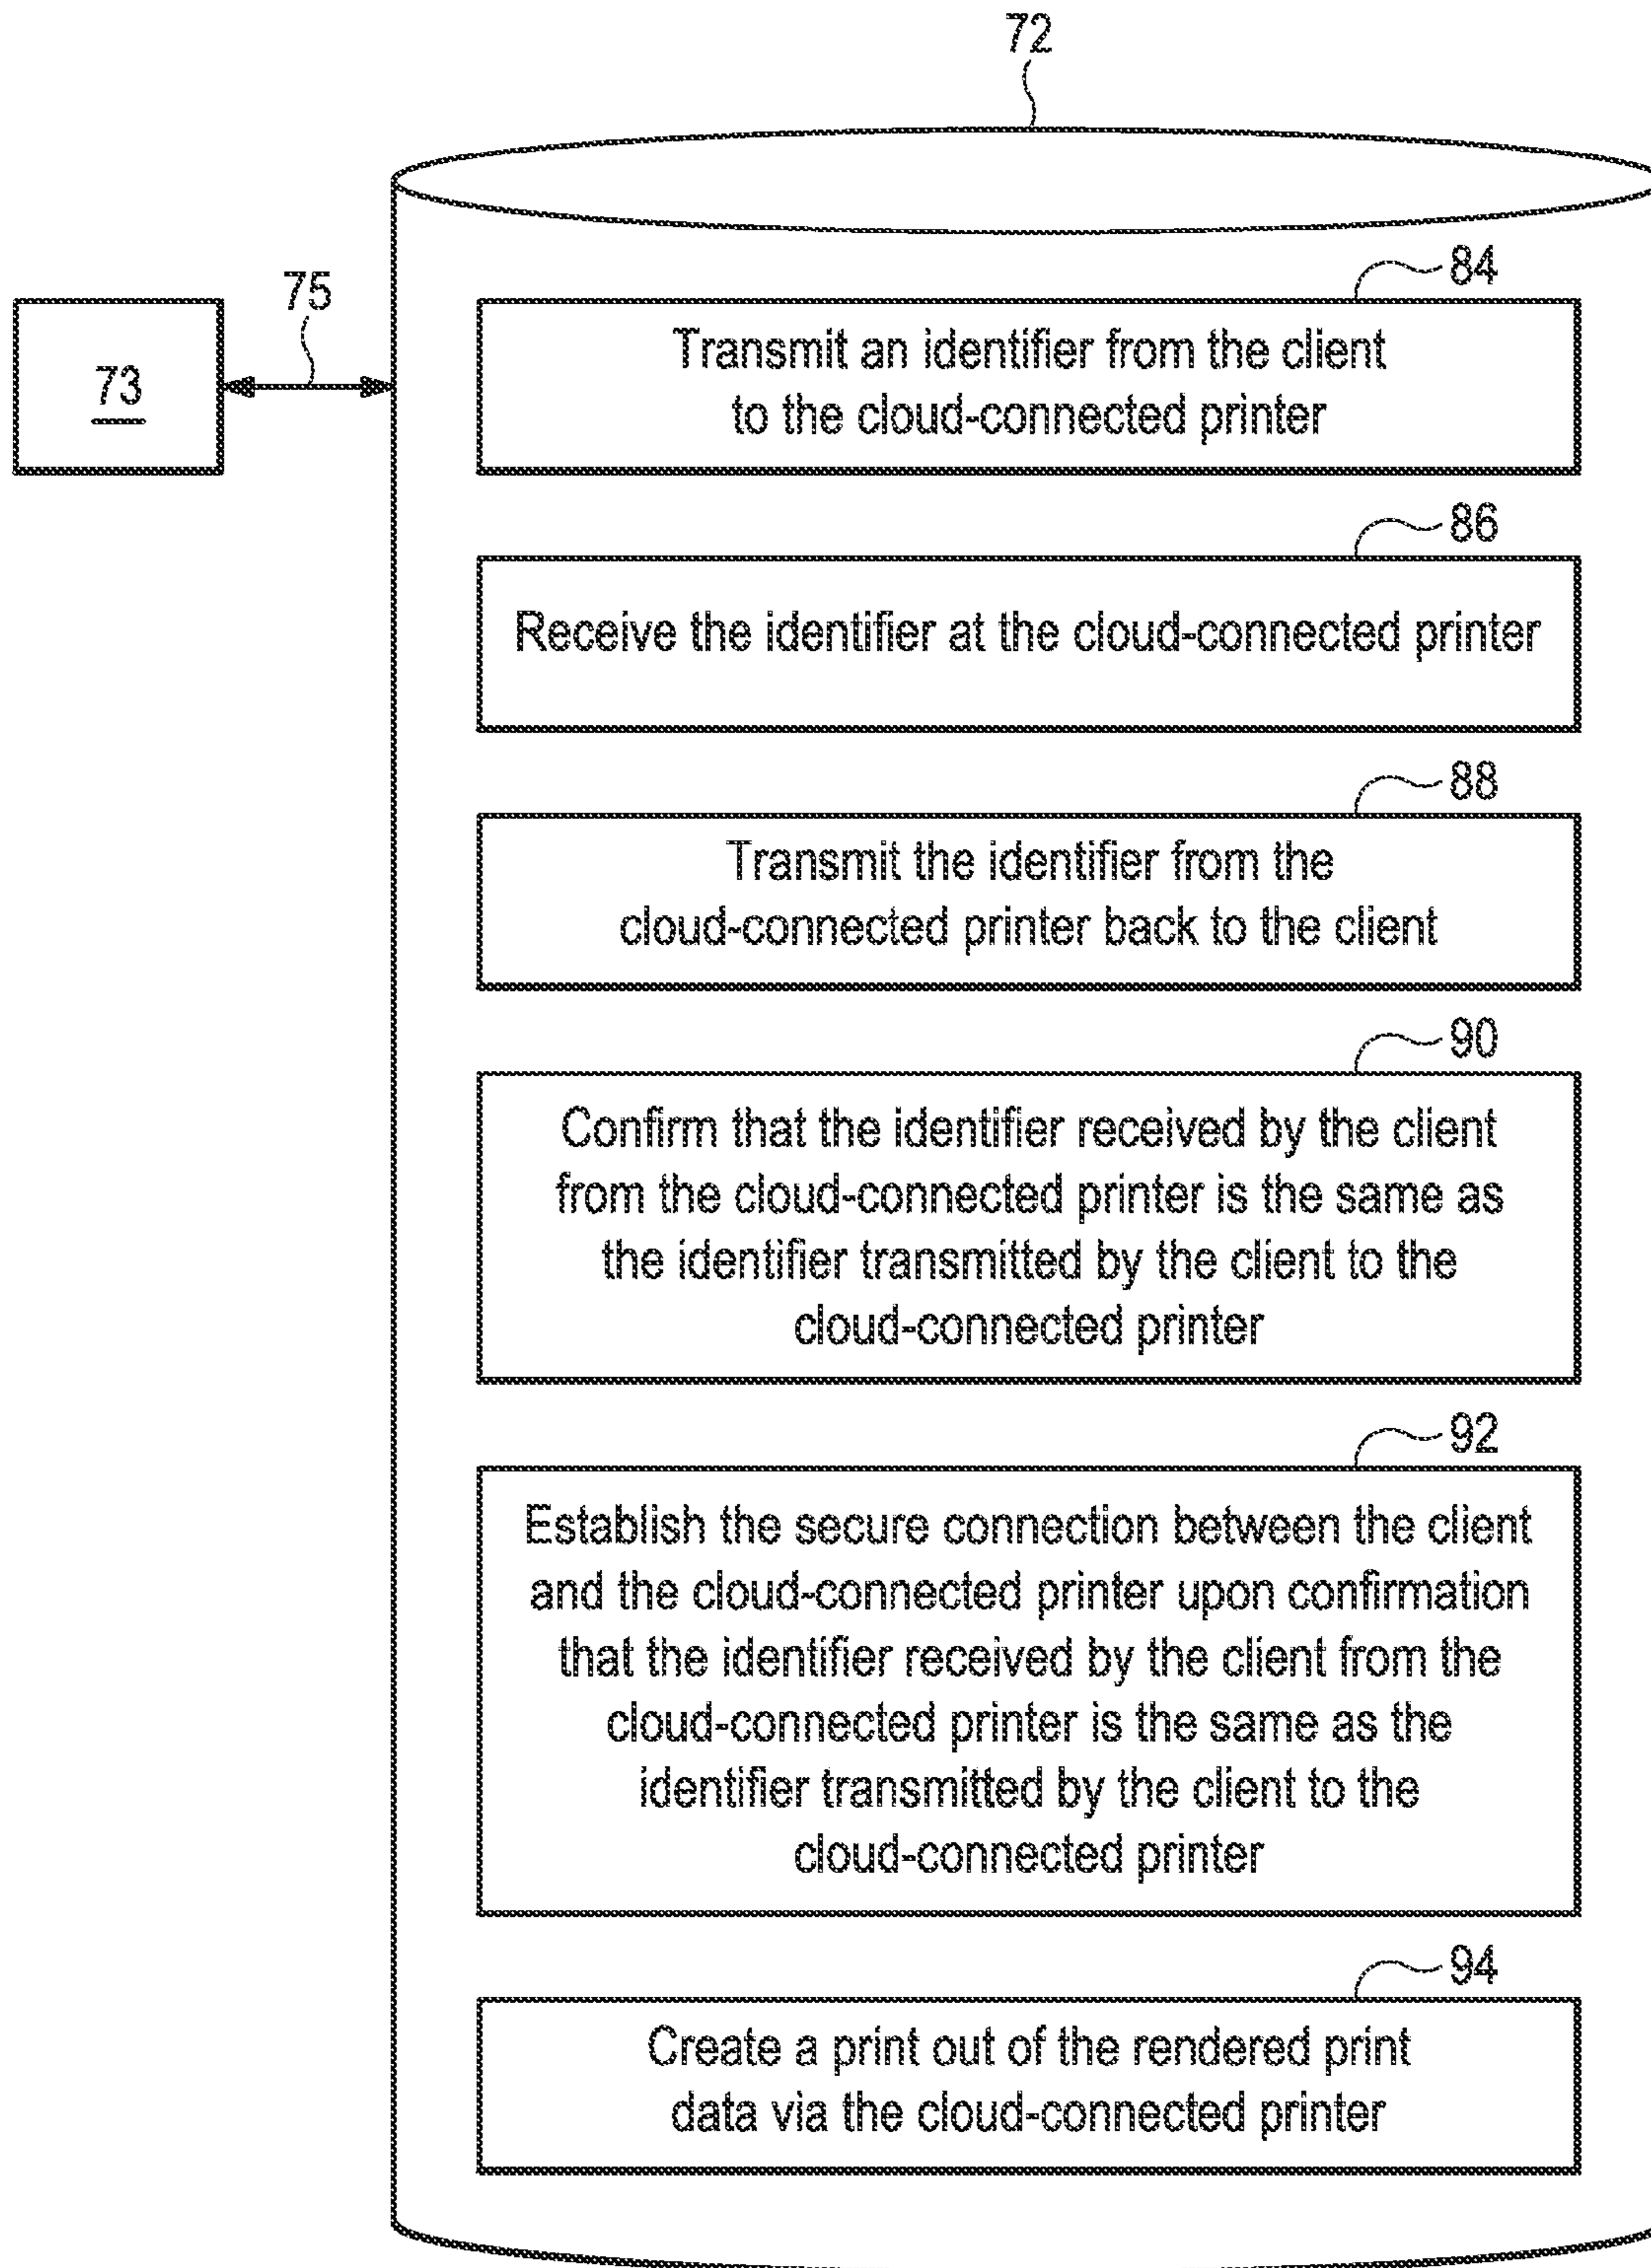 72
84
75
73
Transmit an identifier from the client
to the cloud-connected printer
86
Receive the identifier at the cloud-connected printer
88
Transmit the identifier from the
cloud-connected printer back to the client
90
Confirm that the identifier received by the client
from the cloud-connected printer is the same as
the identifier transmitted by the client to the
cloud-connected printer
92
Establish the secure connection between the client
and the cloud-connected printer upon confirmation
that the identifier received by the client from the
cloud-connected printer is the same as the
identifier transmitted by the client to the
cloud-connected printer
94
Create a print out of the rendered print
data via the cloud-connected printer